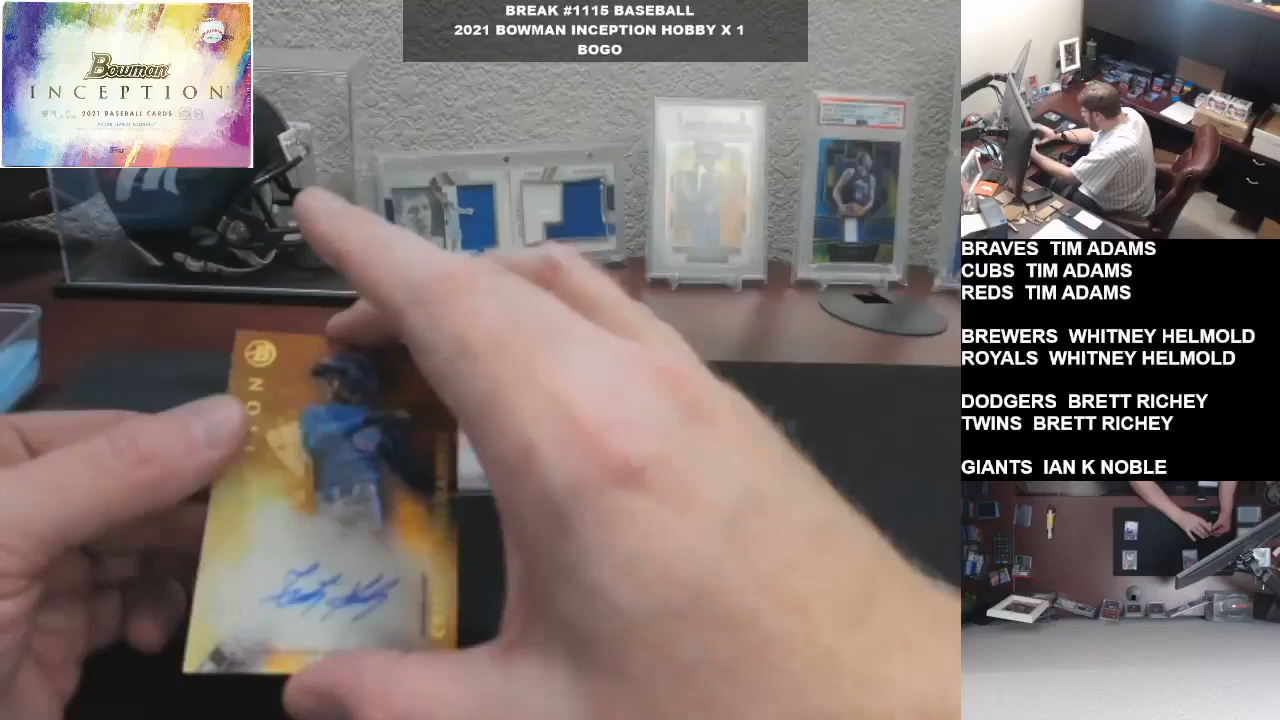 BREAK #1115 BASEBALL
2021 BOWMAN INCEPTION HOBBY X 1
BOGO
Bowman
INCEPTION
2021 BASEBALL CARDS
BRAVES TIM ADAMS
CUBS TIM ADAMS
REDS TIM ADAMS
BREWERS WHITNEY HELMOLD
ROYALS WHITNEY HELMOLD
DODGERS BRETT RICHEY
TWINS BRETT RICHEY
GIANTS IAN K NOBLE